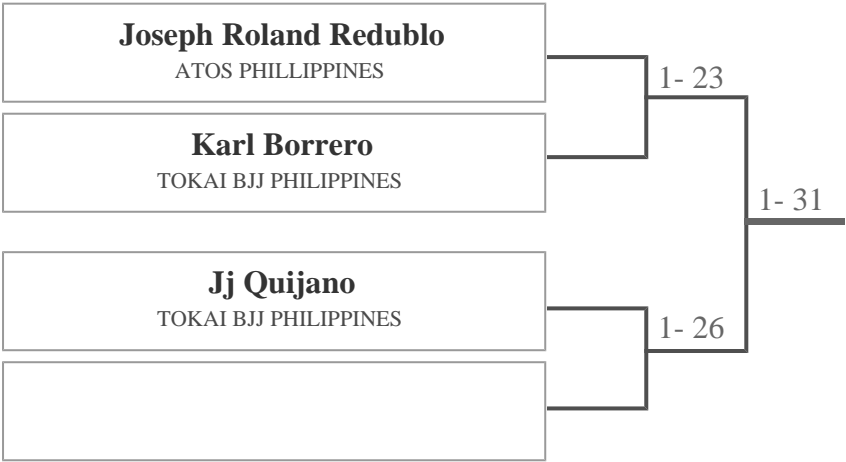 Joseph Roland Redublo
ATOS PHILLIPPINES
1- 23
Karl Borrero
TOKAI BJJ PHILIPPINES
1- 31
Jj Quijano
TOKAI BJJ PHILIPPINES
1- 26